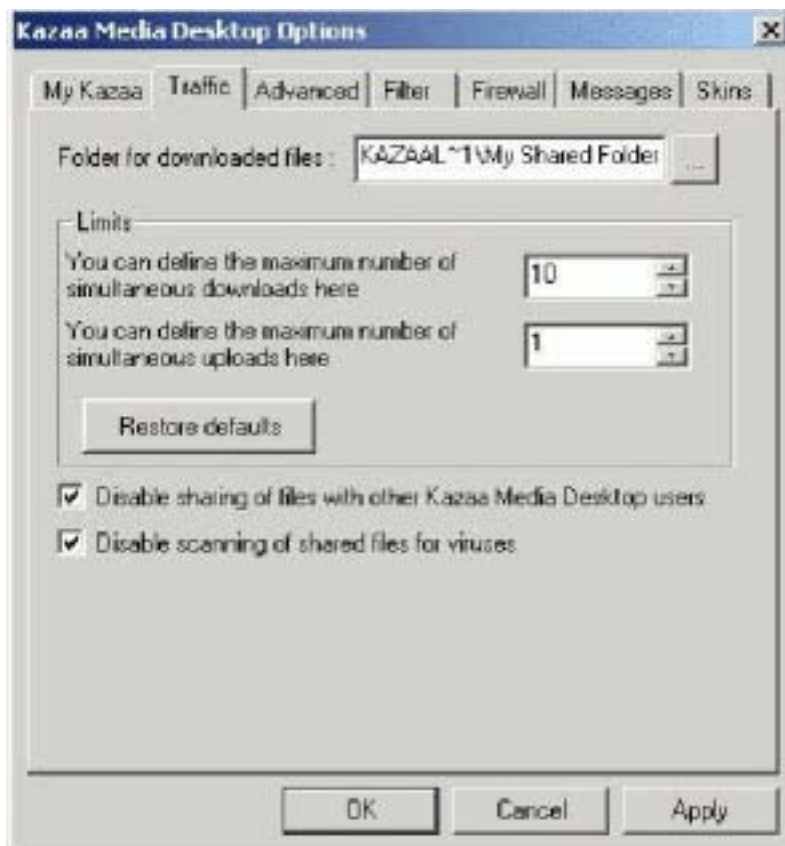 Kazaa Media Desktop Options
My Kazaa Traffic Advanced Filter Firewall Messages Skins
Folder for downloaded files : KAZAAL~1\My Shared Folder ...
Limits
You can define the maximum number of
simultaneous downloads here
10
You can define the maximum number of
simultaneous uploads here
1
Restore defaults
Disable sharing of files with other Kazaa Media Desktop users
Disable scanning of shared files for viruses
OK Cancel Apply